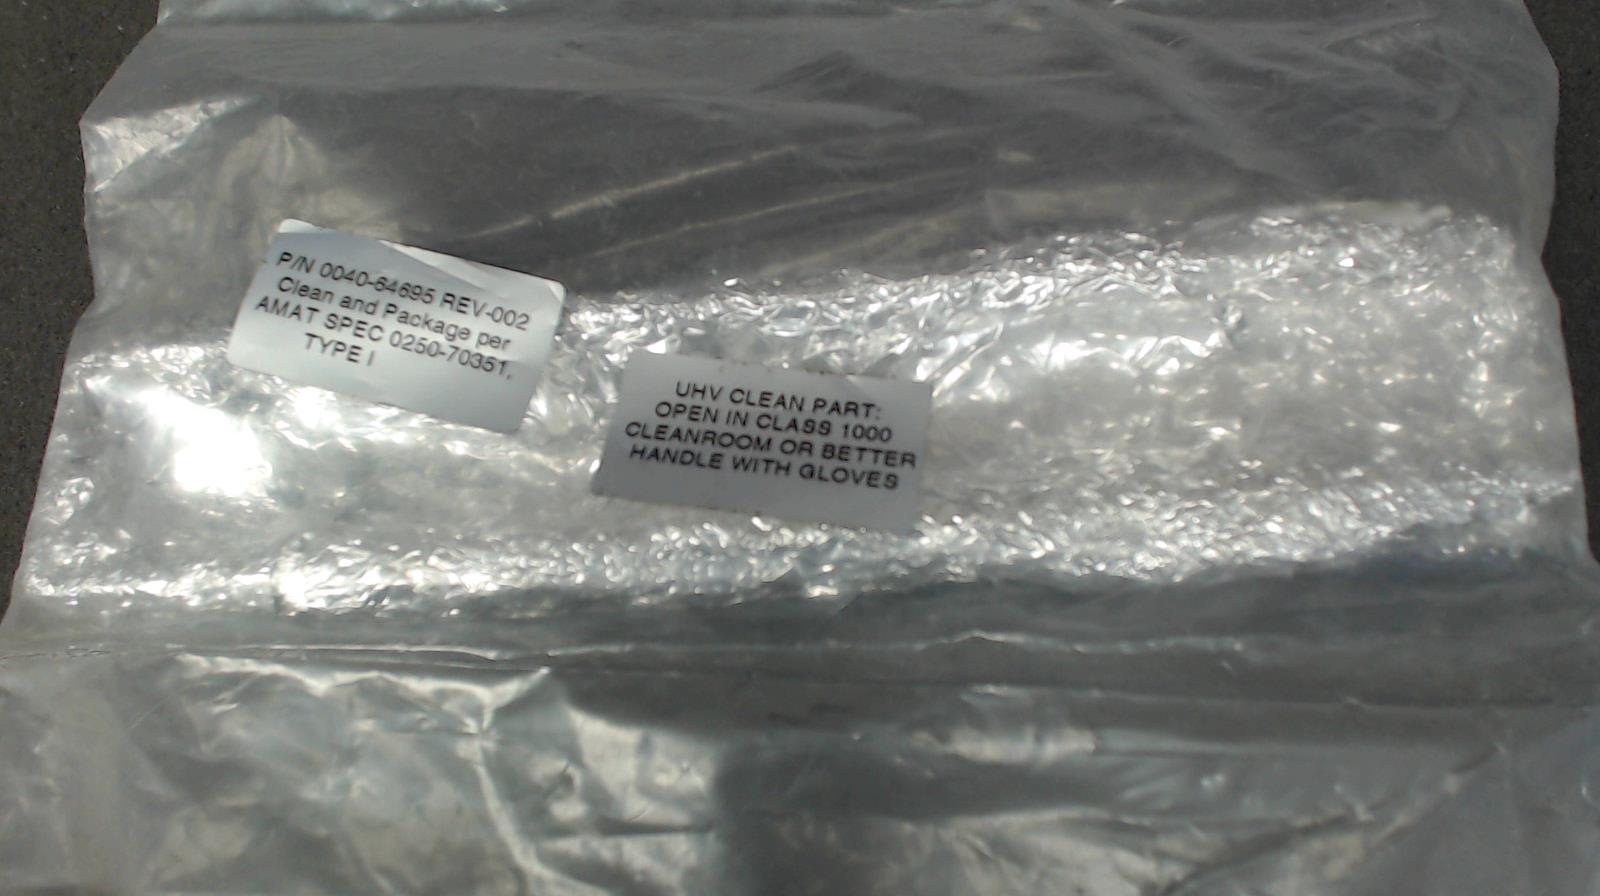 P/N 0040-64695 REV-002
Clean and Package per
AMAT SPEC 0250-70351,
TYPE I
UHV CLEAN PART:
OPEN IN CLASS 1000
CLEANROOM OR BETTER
HANDLE WITH GLOVES